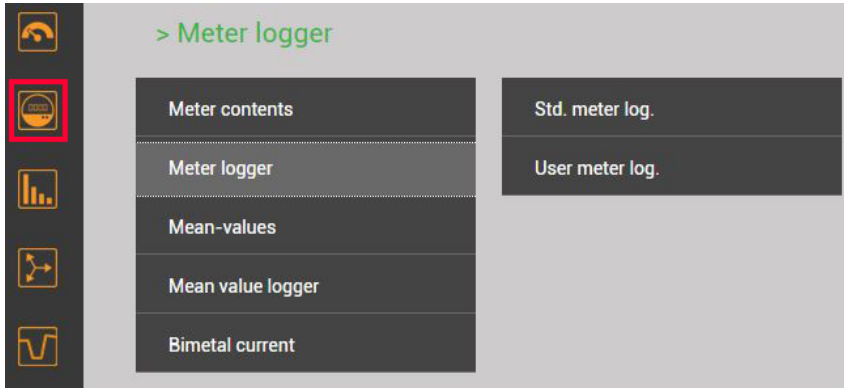 > Meter logger
Meter contents
Meter logger
Mean-values
Mean value logger
Bimetal current
Std. meter log.
User meter log.